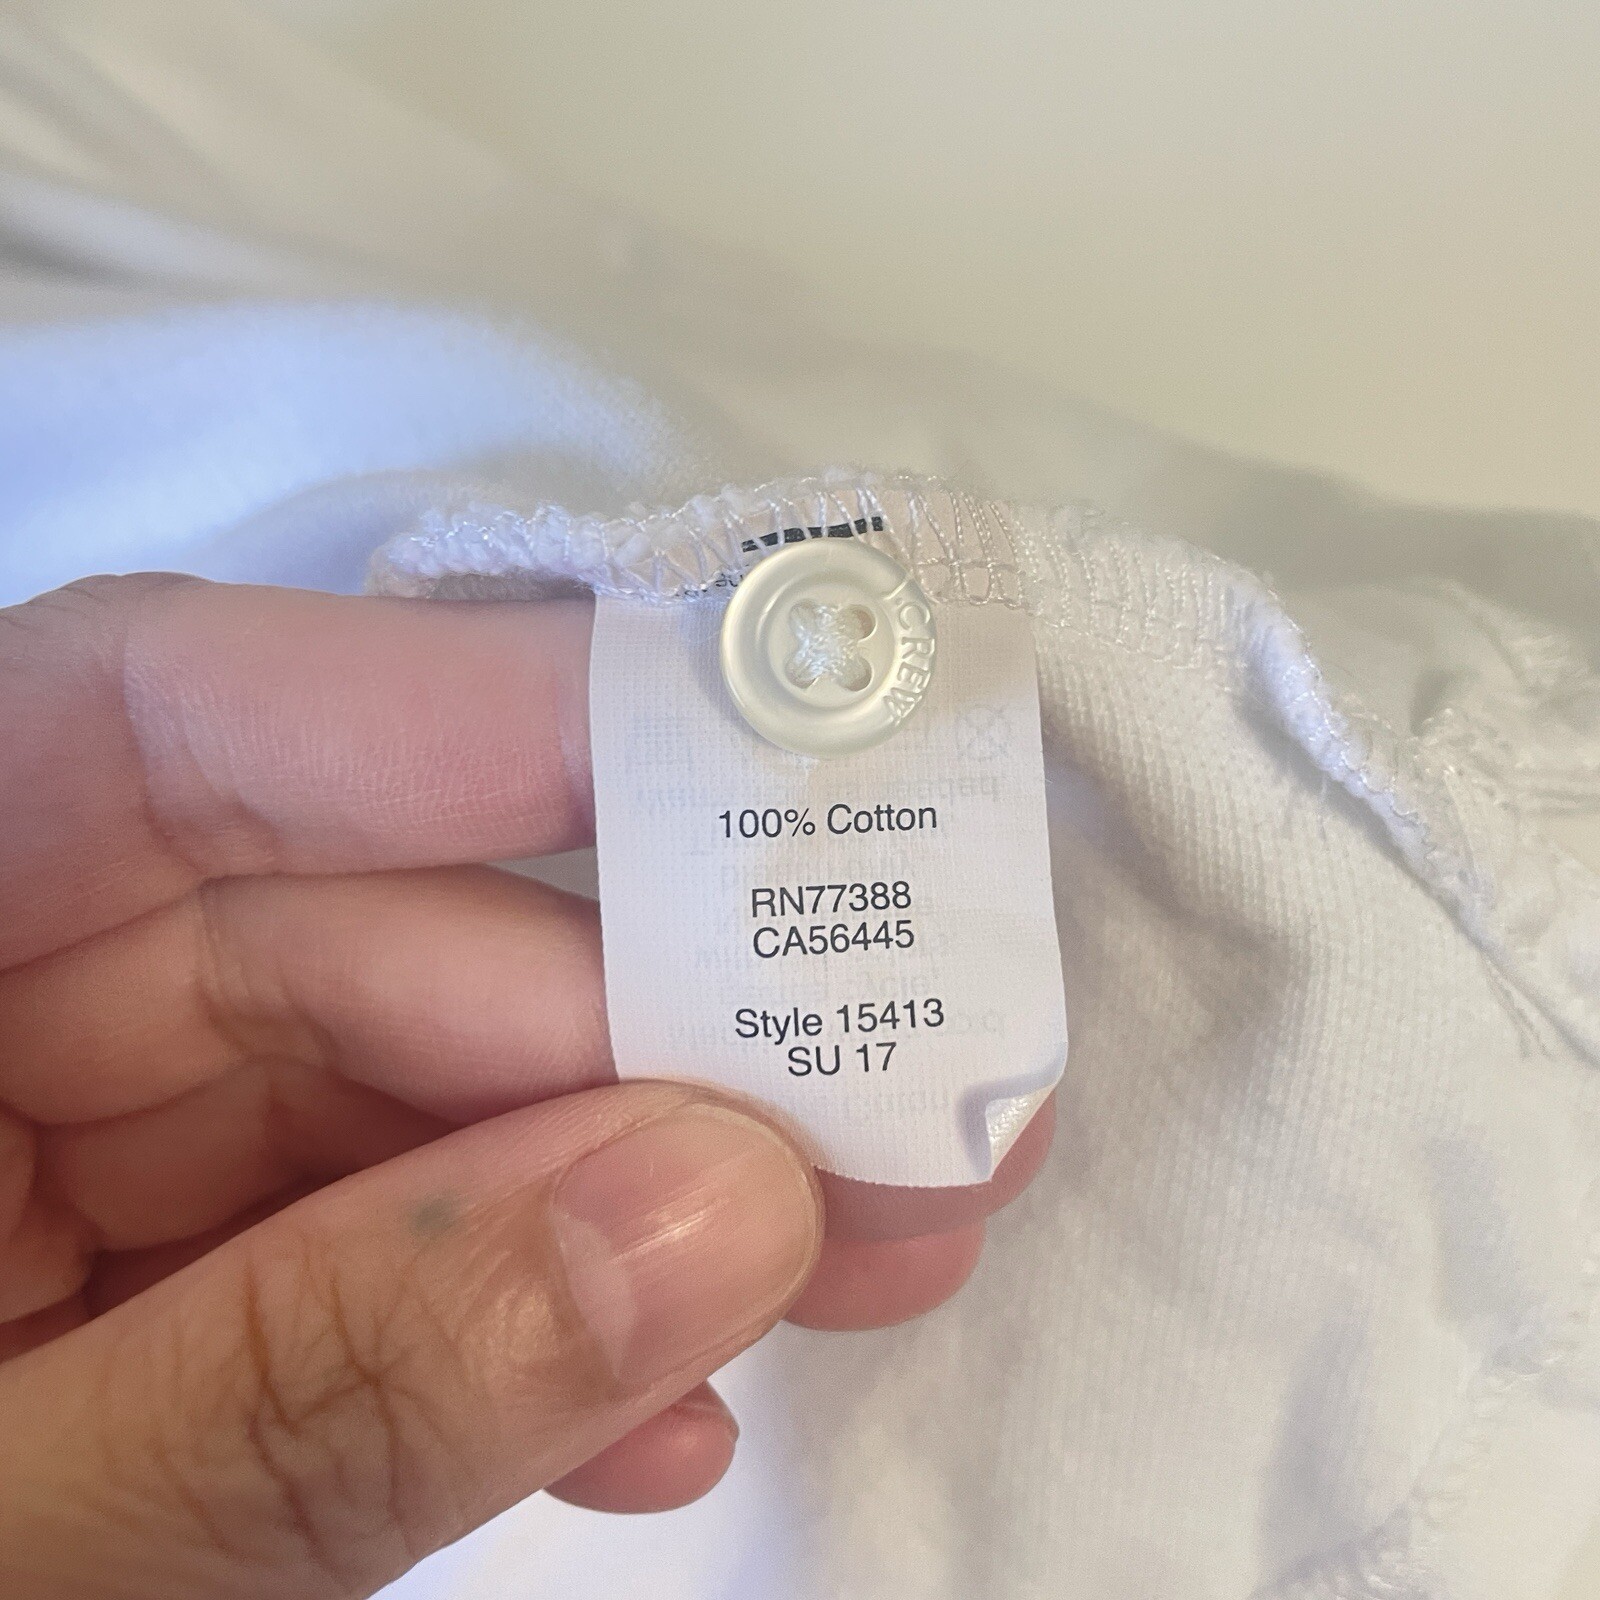 J.CREW
100% Cotton
RN77388
CA56445
Style 15413
SU 17